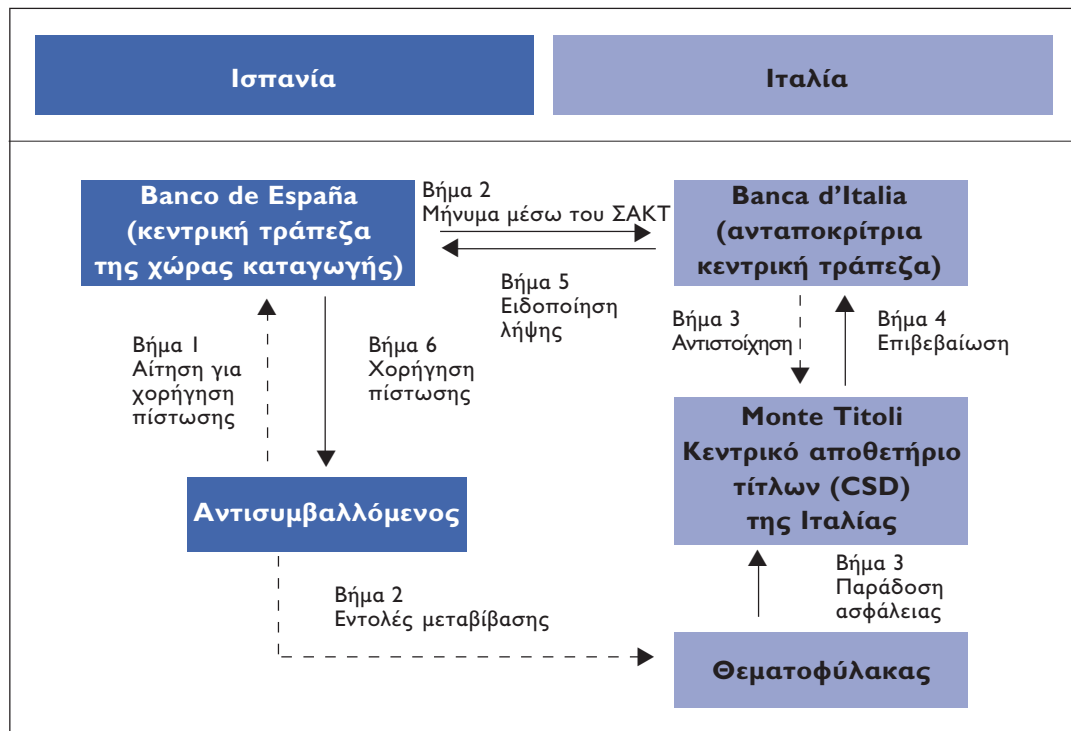 Ισπανία
Ιταλία
Banco de España
(κεντρική τράπεζα
της χώρας καταγωγής)
Βήμα 2
Μήνυμα μέσω του ΣΑΚΤ
Banca d’Italia
(ανταποκρίτρια
κεντρική τράπεζα)
Βήμα 5
Ειδοποίηση
λήψης
Βήμα 1
Αίτηση για
χορήγηση
πίστωσης
Βήμα 6
Χορήγηση
πίστωσης
Βήμα 3
Αντιστοίχηση
Βήμα 4
Επιβεβαίωση
Monte Titoli
Κεντρικό αποθετήριο
τίτλων (CSD)
της Ιταλίας
Αντισυμβαλλόμενος
Βήμα 2
Εντολές μεταβίβασης
Βήμα 3
Παράδοση
ασφάλειας
Θεματοφύλακας